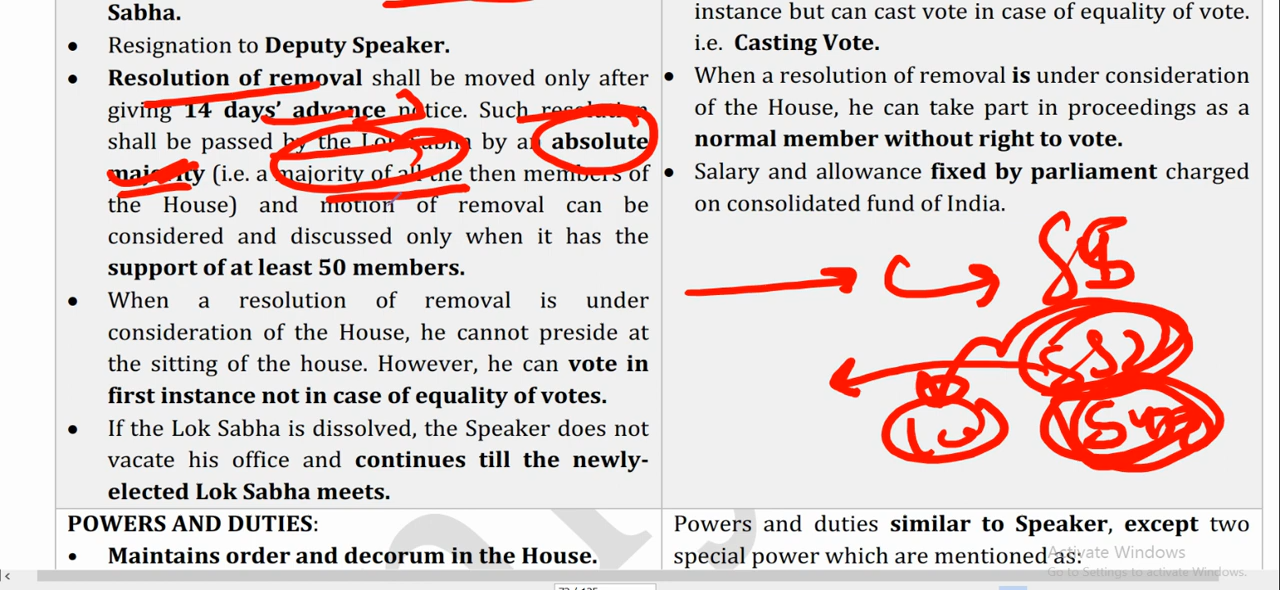 Sabha.
• Resignation to Deputy Speaker.
• Resolution of removal shall be moved only after
giving 14 days’ advance notice. Such resolution
shall be passed by the Lok Sabha by an absolute
majority (i.e. a majority of all the then members of
the House) and motion of removal can be
considered and discussed only when it has the
support of at least 50 members.
• When a resolution of removal is under
consideration of the House, he cannot preside at
the sitting of the house. However, he can vote in
first instance not in case of equality of votes.
• If the Lok Sabha is dissolved, the Speaker does not
vacate his office and continues till the newly-
elected Lok Sabha meets.
POWERS AND DUTIES:
• Maintains order and decorum in the House.
instance but can cast vote in case of equality of vote.
i.e. Casting Vote.
• When a resolution of removal is under consideration
of the House, he can take part in proceedings as a
normal member without right to vote.
• Salary and allowance fixed by parliament charged
on consolidated fund of India.
Powers and duties similar to Speaker, except two
special power which are mentioned as:
Activate Windows
Go to Settings to activate Windows.